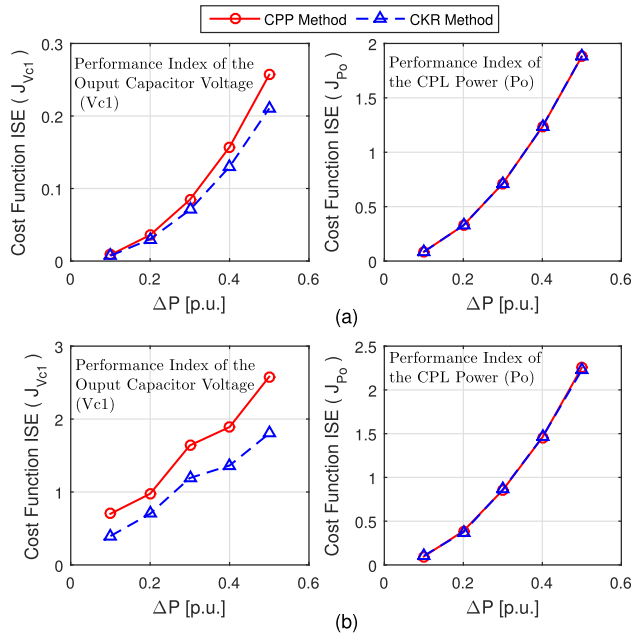 CPP Method CKR Method
Performance Index of the
Ouput Capacitor Voltage
(Vc1)
Cost Function ISE ( J_Vc1 )
0.3
0.2
0.1
0
0 0.2 0.4 0.6
ΔP [p.u.]
Performance Index of
the CPL Power (Po)
Cost Function ISE ( J_Po )
2
1.5
1
0.5
0
0 0.2 0.4 0.6
ΔP [p.u.]
(a)
Performance Index of the
Ouput Capacitor Voltage
(Vc1)
Cost Function ISE ( J_Vc1 )
3
2
1
0
0 0.2 0.4 0.6
ΔP [p.u.]
Performance Index of
the CPL Power (Po)
Cost Function ISE ( J_Po )
2.5
2
1.5
1
0.5
0
0 0.2 0.4 0.6
ΔP [p.u.]
(b)